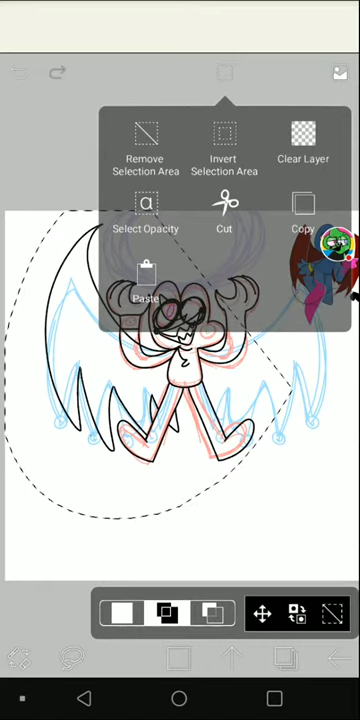 Remove
Selection Area
Invert
Selection Area
Clear Layer
α
Select Opacity
Cut
Copy
Paste